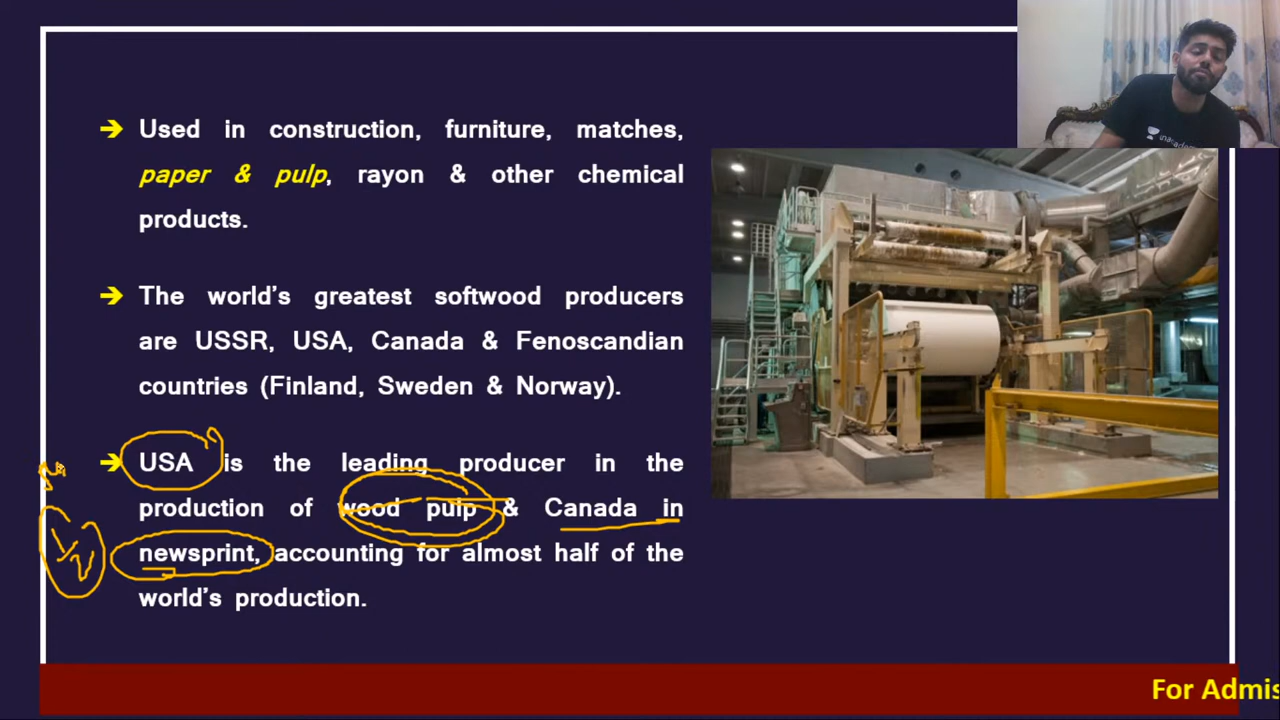 ➔ Used in construction, furniture, matches,
paper & pulp, rayon & other chemical
products.
➔ The world's greatest softwood producers
are USSR, USA, Canada & Fenoscandian
countries (Finland, Sweden & Norway).
➔ USA is the leading producer in the
production of wood pulp & Canada in
newsprint, accounting for almost half of the
world's production.
1/2
For Admis